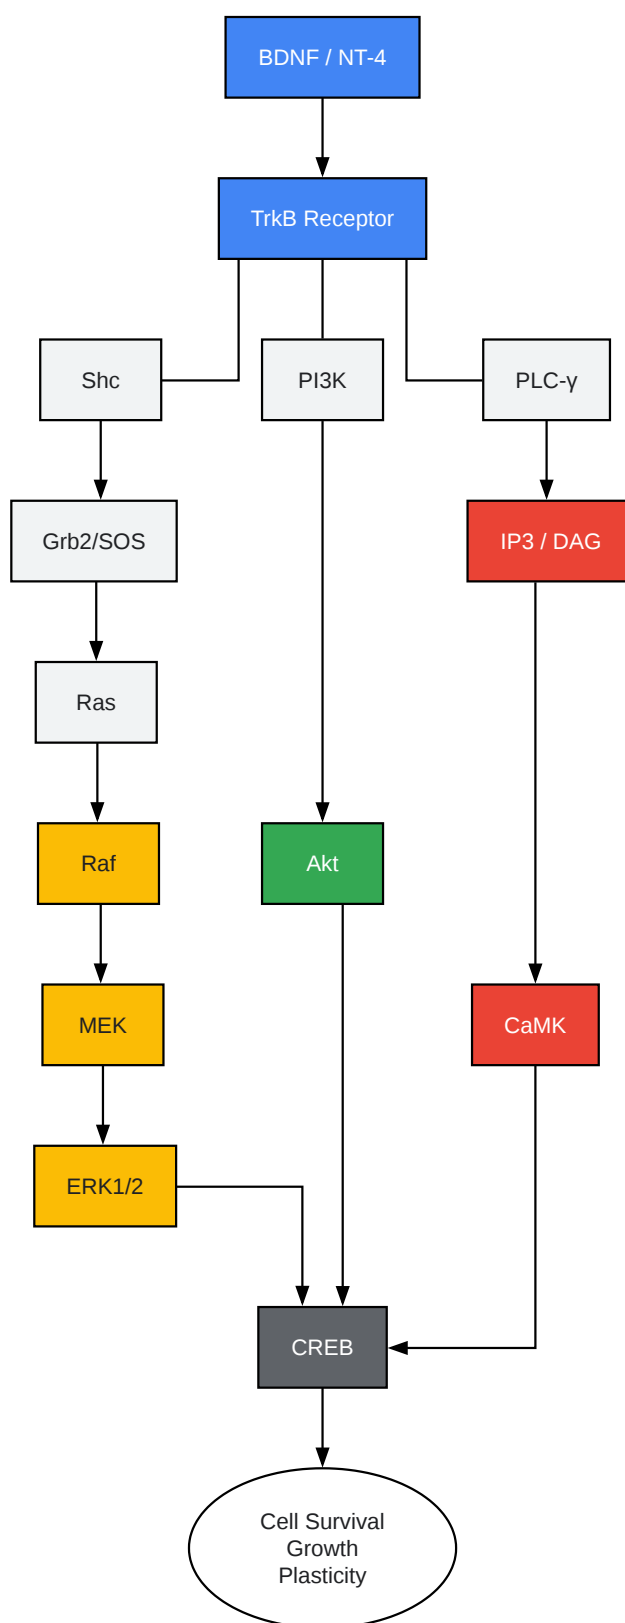 BDNF / NT-4
TrkB Receptor
Shc
PI3K
PLC-γ
Grb2/SOS
IP3 / DAG
Ras
Raf
Akt
MEK
CaMK
ERK1/2
CREB
Cell Survival
Growth
Plasticity